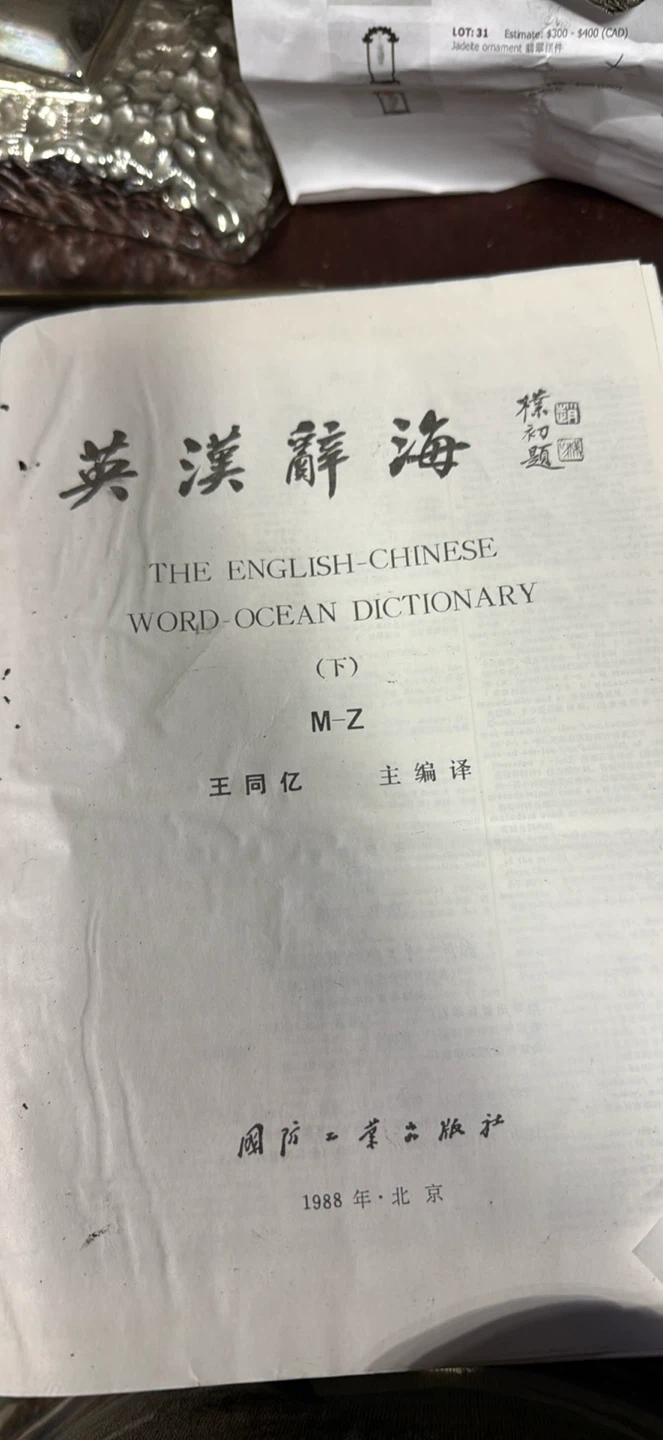 LOT: 31 Estimate: $300 - $400 (CAD)
Jadeite ornament 翡翠摆件
英漢辭海
樸初題
THE ENGLISH-CHINESE
WORD-OCEAN DICTIONARY
(下)
M-Z
王同亿 主编译
國防工業出版社
1988 年·北京